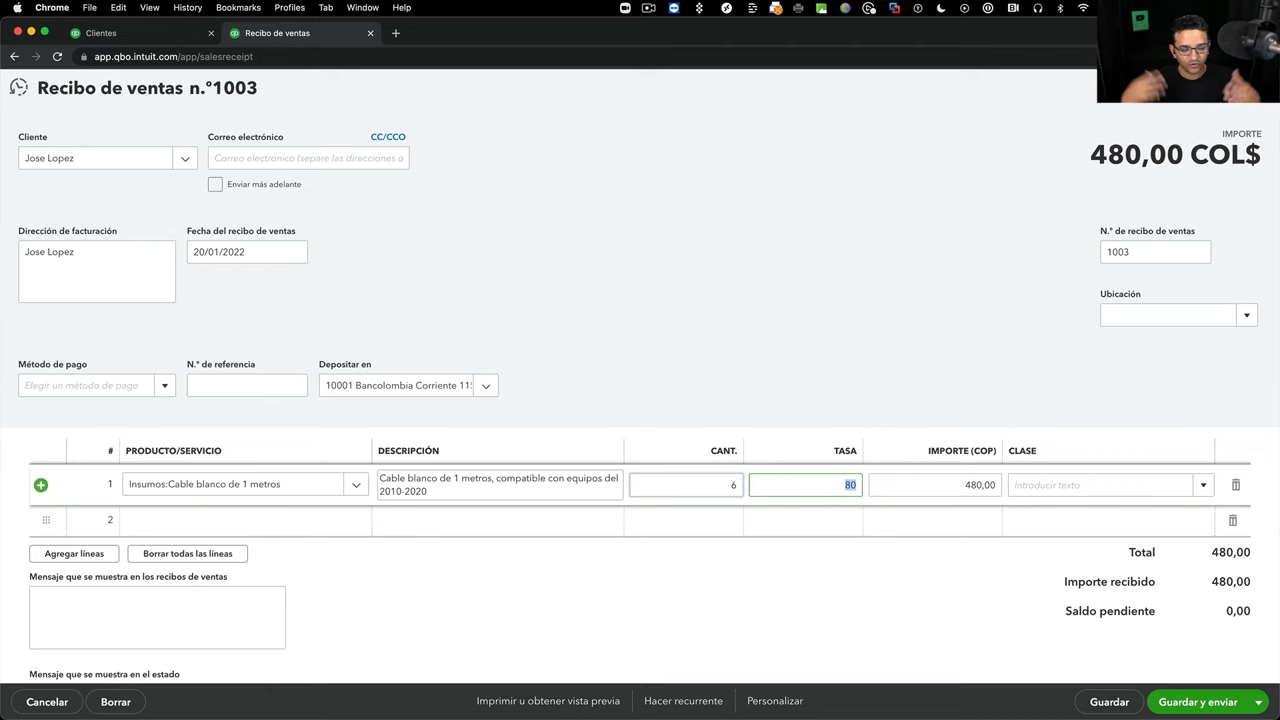 Chrome File Edit View History Bookmarks Profiles Tab Window Help
Clientes
Recibo de ventas
app.qbo.intuit.com/app/salesreceipt
Recibo de ventas n.°1003
Cliente
Correo electrónico CC/CCO
IMPORTE
Jose Lopez
Correo electrónico (separe las direcciones a
480,00 COL$
Enviar más adelante
Dirección de facturación
Fecha del recibo de ventas
N.° de recibo de ventas
Jose Lopez
20/01/2022
1003
Ubicación
Método de pago
N.° de referencia
Depositar en
Elegir un método de pago
10001 Bancolombia Corriente 11
# PRODUCTO/SERVICIO DESCRIPCIÓN CANT. TASA IMPORTE (COP) CLASE
1 Insumos:Cable blanco de 1 metros
Cable blanco de 1 metros, compatible con equipos del
2010-2020
6 80 480,00 Introducir texto
2
Agregar líneas Borrar todas las líneas
Total 480,00
Mensaje que se muestra en los recibos de ventas
Importe recibido 480,00
Saldo pendiente 0,00
Mensaje que se muestra en el estado
Cancelar Borrar Imprimir u obtener vista previa Hacer recurrente Personalizar Guardar Guardar y enviar